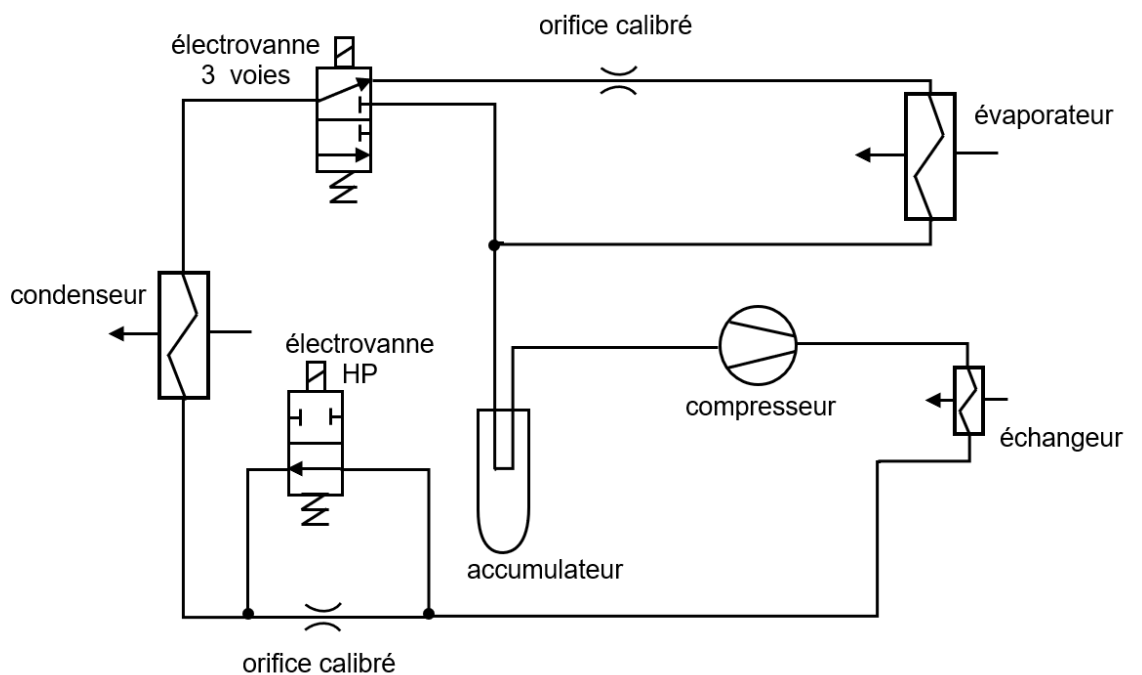 orifice calibré
électrovanne
3 voies
évaporateur
condenseur
électrovanne
HP
compresseur
échangeur
accumulateur
orifice calibré